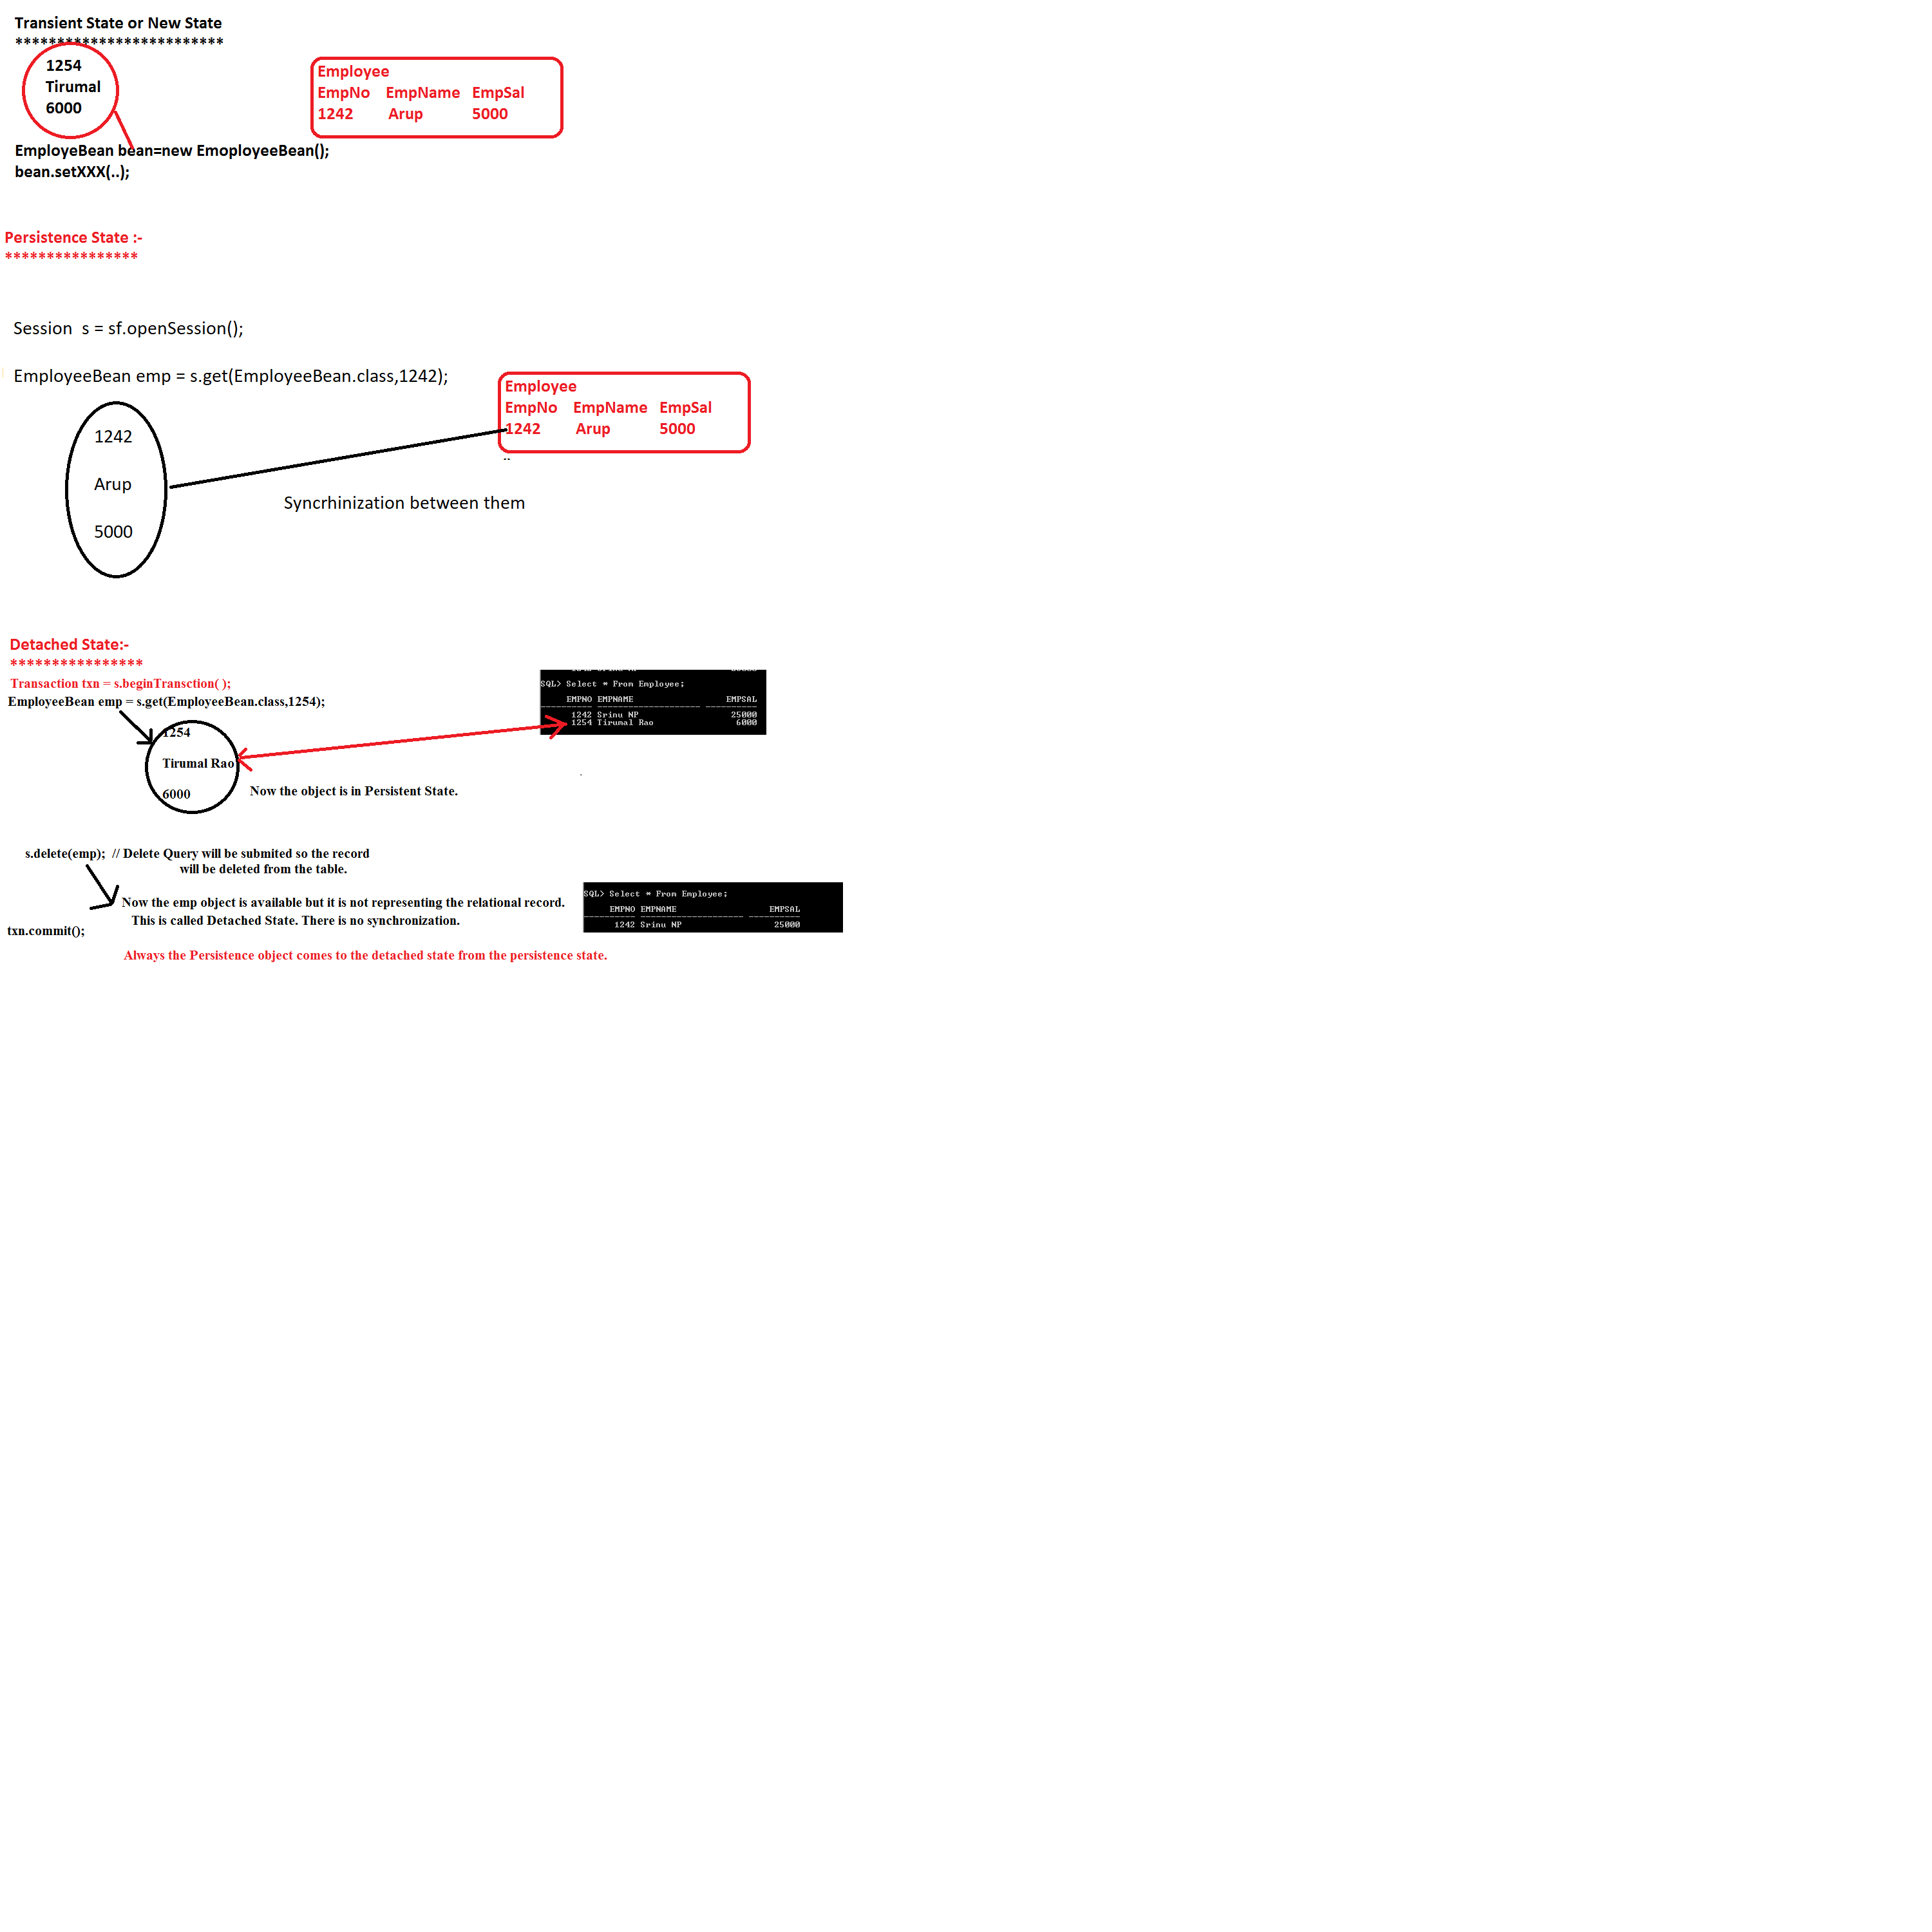 Transient State or New State
*************************
1254
Tirumal
6000
Employee
EmpNo EmpName EmpSal
1242 Arup 5000
EmployeBean bean=new EmoployeeBean();
bean.setXXX(..);
Persistence State :-
****************
Session s = sf.openSession();
EmployeeBean emp = s.get(EmployeeBean.class,1242);
1242
Arup
5000
Employee
EmpNo EmpName EmpSal
1242 Arup 5000
Syncrhinization between them
Detached State:-
****************
Transaction txn = s.beginTransction( );
EmployeeBean emp = s.get(EmployeeBean.class,1254);
SQL> Select * From Employee;
EMPNO EMPNAME EMPSAL
---------- -------------------- ----------
1242 Srinu NP 25000
1254 Tirumal Rao 6000
1254
Tirumal Rao
6000
Now the object is in Persistent State.
s.delete(emp); // Delete Query will be submited so the record
will be deleted from the table.
Now the emp object is available but it is not representing the relational record.
This is called Detached State. There is no synchronization.
txn.commit();
SQL> Select * From Employee;
EMPNO EMPNAME EMPSAL
---------- -------------------- ----------
1242 Srinu NP 25000
Always the Persistence object comes to the detached state from the persistence state.